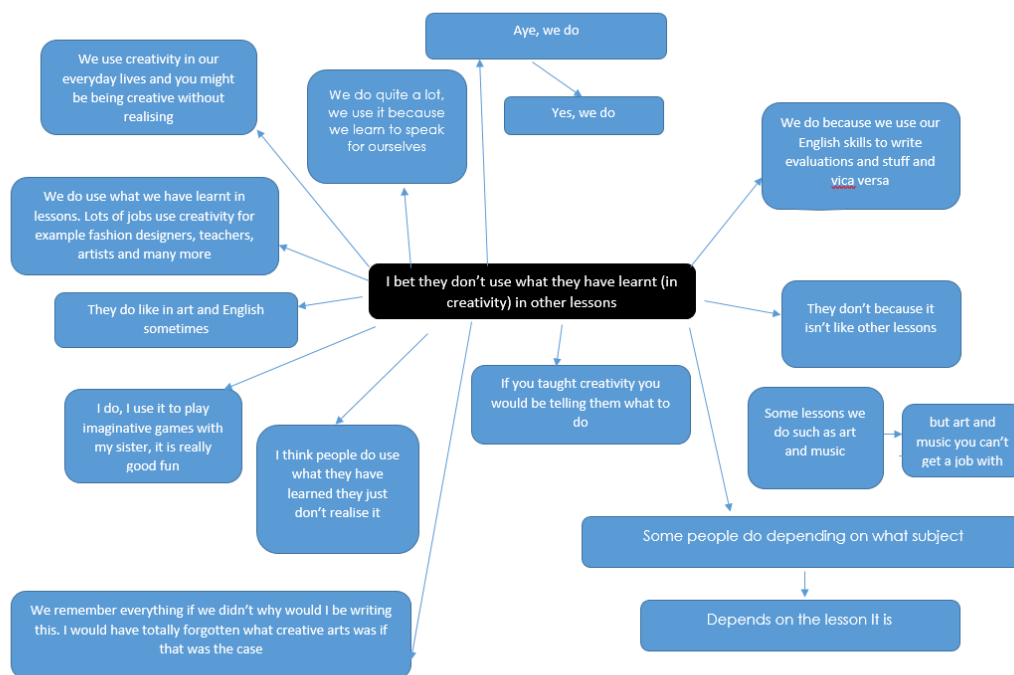 Aye, we do
Yes, we do
We use creativity in our
everyday lives and you might
be being creative without
realising
We do quite a lot,
we use it because
we learn to speak
for ourselves
We do because we use our
English skills to write
evaluations and stuff and
vica versa
We do use what we have learnt in
lessons. Lots of jobs use creativity for
example fashion designers, teachers,
artists and many more
I bet they don’t use what they have learnt (in
creativity) in other lessons
They do like in art and English
sometimes
They don’t because it
isn’t like other lessons
I do, I use it to play
imaginative games with
my sister, it is really
good fun
I think people do use
what they have
learned they just
don’t realise it
If you taught creativity you
would be telling them what to
do
Some lessons we
do such as art
and music
but art and
music you can’t
get a job with
Some people do depending on what subject
Depends on the lesson It is
We remember everything if we didn’t why would I be writing
this. I would have totally forgotten what creative arts was if
that was the case